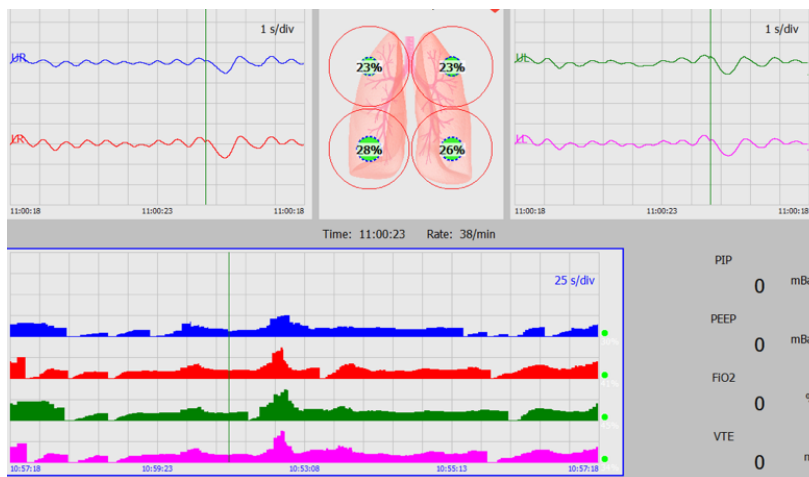 1 s/div
1 s/div
UR
UL
23%
23%
LR
LL
28%
26%
11:00:18
11:00:23
11:00:18
11:00:18
11:00:23
11:00:18
Time: 11:00:23 Rate: 38/min
25 s/div
PIP
0
PEEP
0
FiO2
0
VTE
0
10:57:18
10:59:23
10:53:08
10:55:13
10:57:18